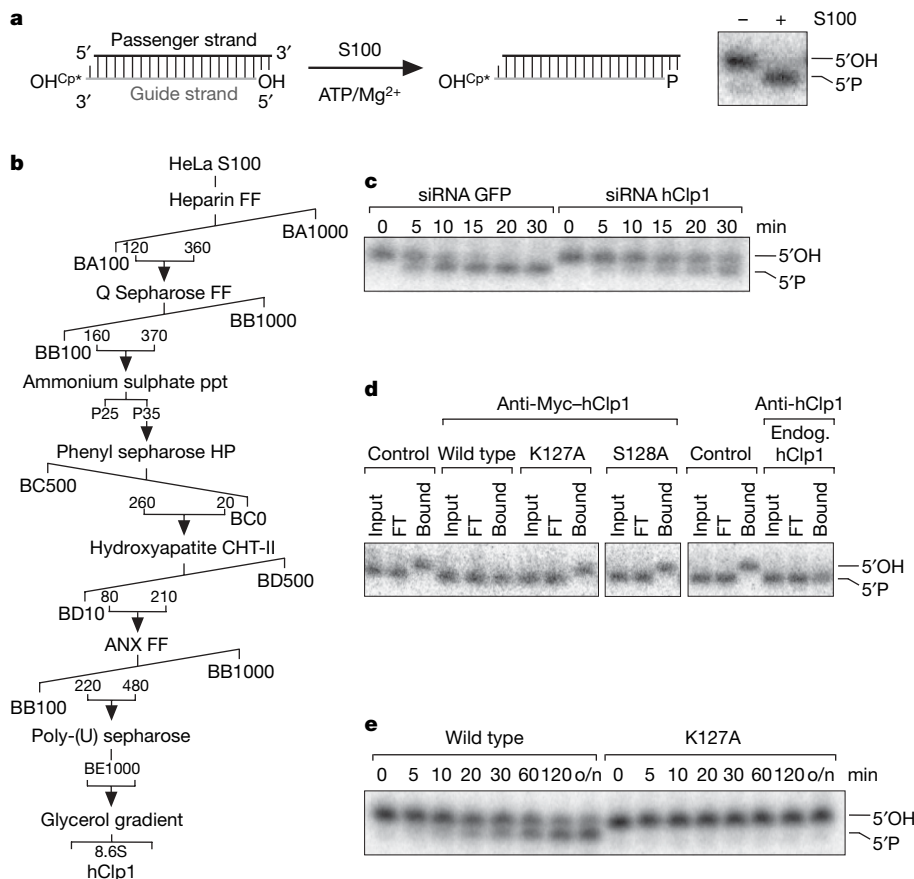 a
5′ Passenger strand 3′
OH^Cp* OH
3′ Guide strand 5′
S100
ATP/Mg2+
OH^Cp* P
− + S100
5′OH
5′P
b
HeLa S100
Heparin FF
BA100 120 360 BA1000
Q Sepharose FF
BB100 160 370 BB1000
Ammonium sulphate ppt
P25 P35
Phenyl sepharose HP
BC500 260 20 BC0
Hydroxyapatite CHT-II
BD10 80 210 BD500
ANX FF
BB100 220 480 BB1000
Poly-(U) sepharose
BE1000
Glycerol gradient
8.6S
hClp1
c
siRNA GFP siRNA hClp1
0 5 10 15 20 30 0 5 10 15 20 30 min
5′OH
5′P
d
Anti-Myc–hClp1 Anti-hClp1
Control Wild type K127A S128A Control Endog. hClp1
Input FT Bound Input FT Bound Input FT Bound Input FT Bound Input FT Bound Input FT Bound
5′OH
5′P
e
Wild type K127A
0 5 10 20 30 60 120 o/n 0 5 10 20 30 60 120 o/n min
5′OH
5′P